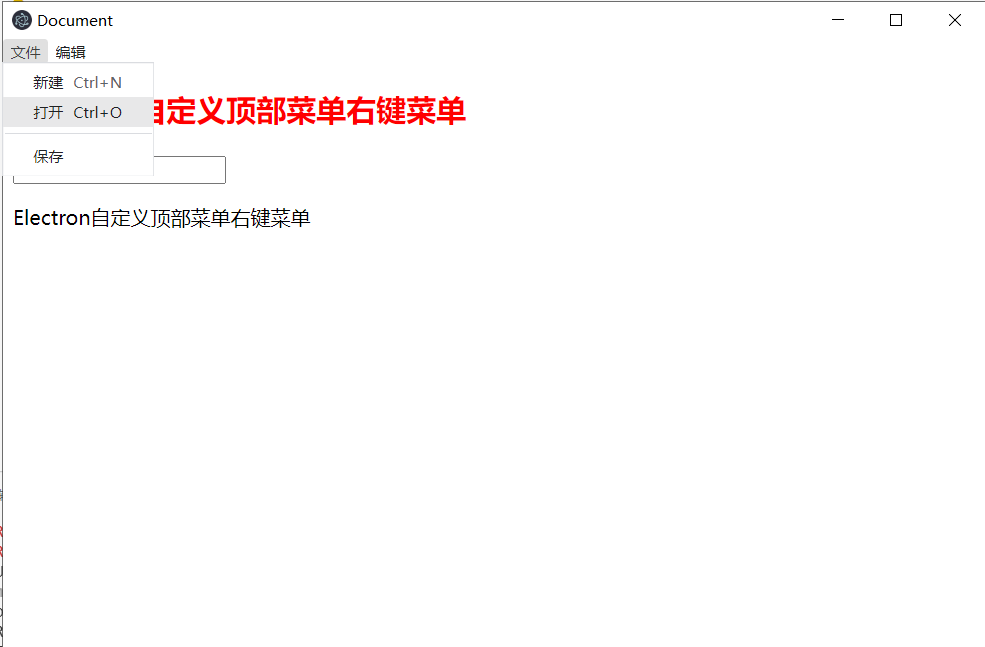 Document
文件 编辑
新建 Ctrl+N
打开 Ctrl+O
保存
自定义顶部菜单右键菜单
Electron自定义顶部菜单右键菜单